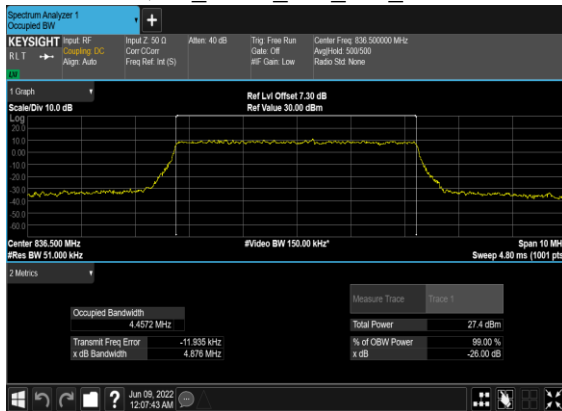 Spectrum Analyzer 1
Occupied BW
KEYSIGHT
RLT
Input: RF
Coupling: DC
Align: Auto
Input Z: 50 Ω
Corr CCorr
Freq Ref: Int (S)
Atten: 40 dB
Trig: Free Run
Gate: Off
#IF Gain: Low
Center Freq: 836.500000 MHz
Avg|Hold: 500/500
Radio Std: None
1 Graph
Scale/Div 10.0 dB
Ref Lvl Offset 7.30 dB
Ref Value 30.00 dBm
Log
20.0
10.0
0.00
-10.0
-20.0
-30.0
-40.0
-50.0
-60.0
Center 836.500 MHz
#Res BW 51.000 kHz
#Video BW 150.00 kHz*
Span 10 MH
Sweep 4.80 ms (1001 pts
2 Metrics
Occupied Bandwidth
4.4572 MHz
Transmit Freq Error -11.935 kHz
x dB Bandwidth 4.876 MHz
Measure Trace Trace 1
Total Power 27.4 dBm
% of OBW Power 99.00 %
x dB -26.00 dB
Jun 09, 2022
12:07:43 AM